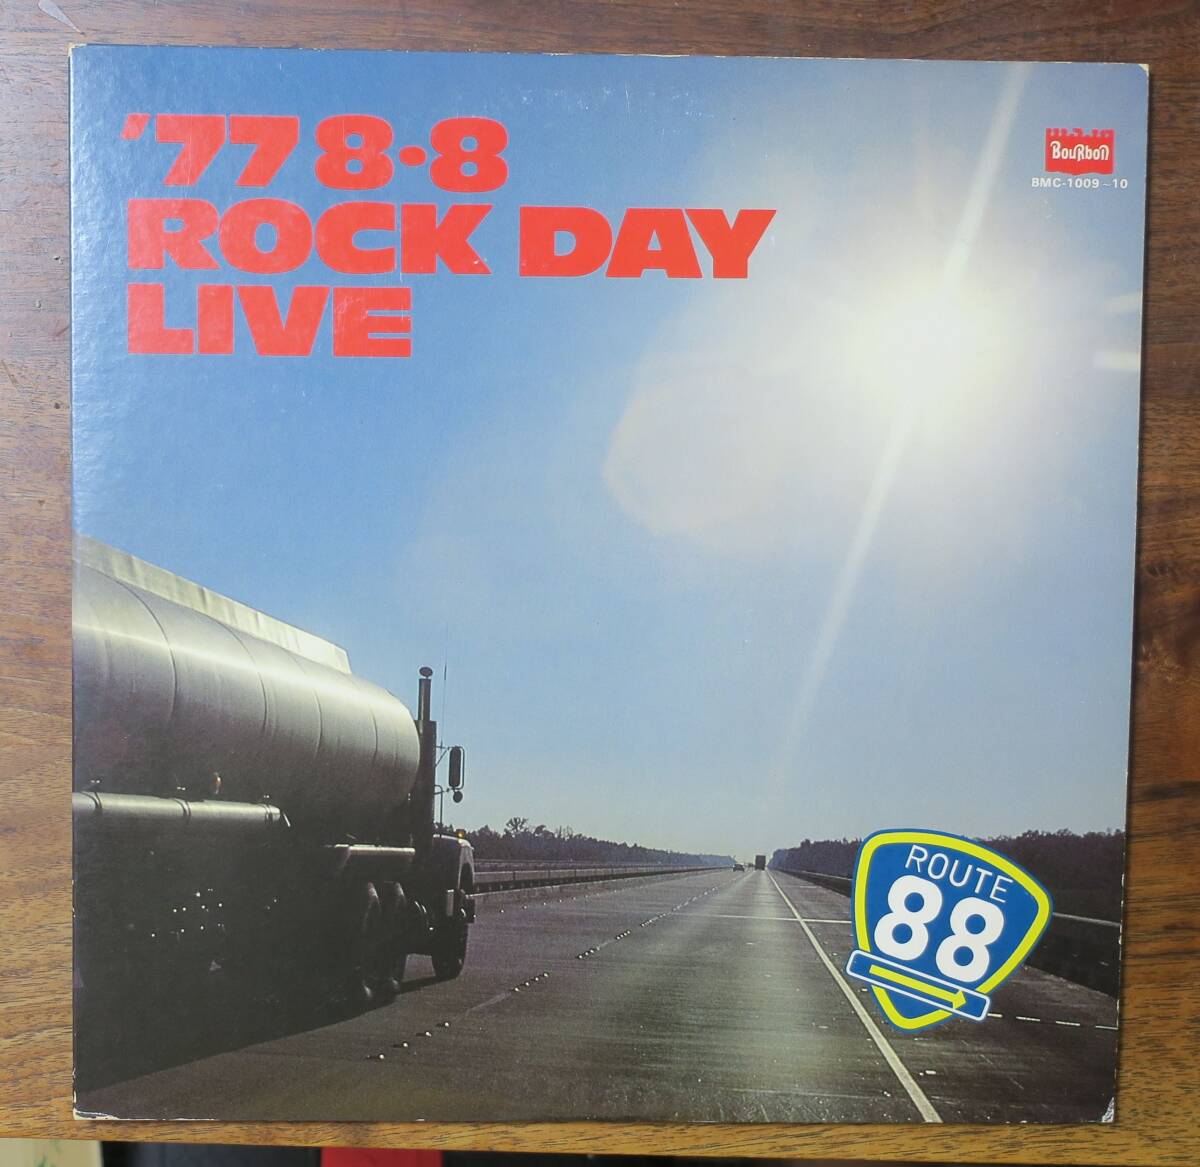 '77 8·8
ROCK DAY
LIVE
BouRboN
BMC-1009~10
ROUTE
88